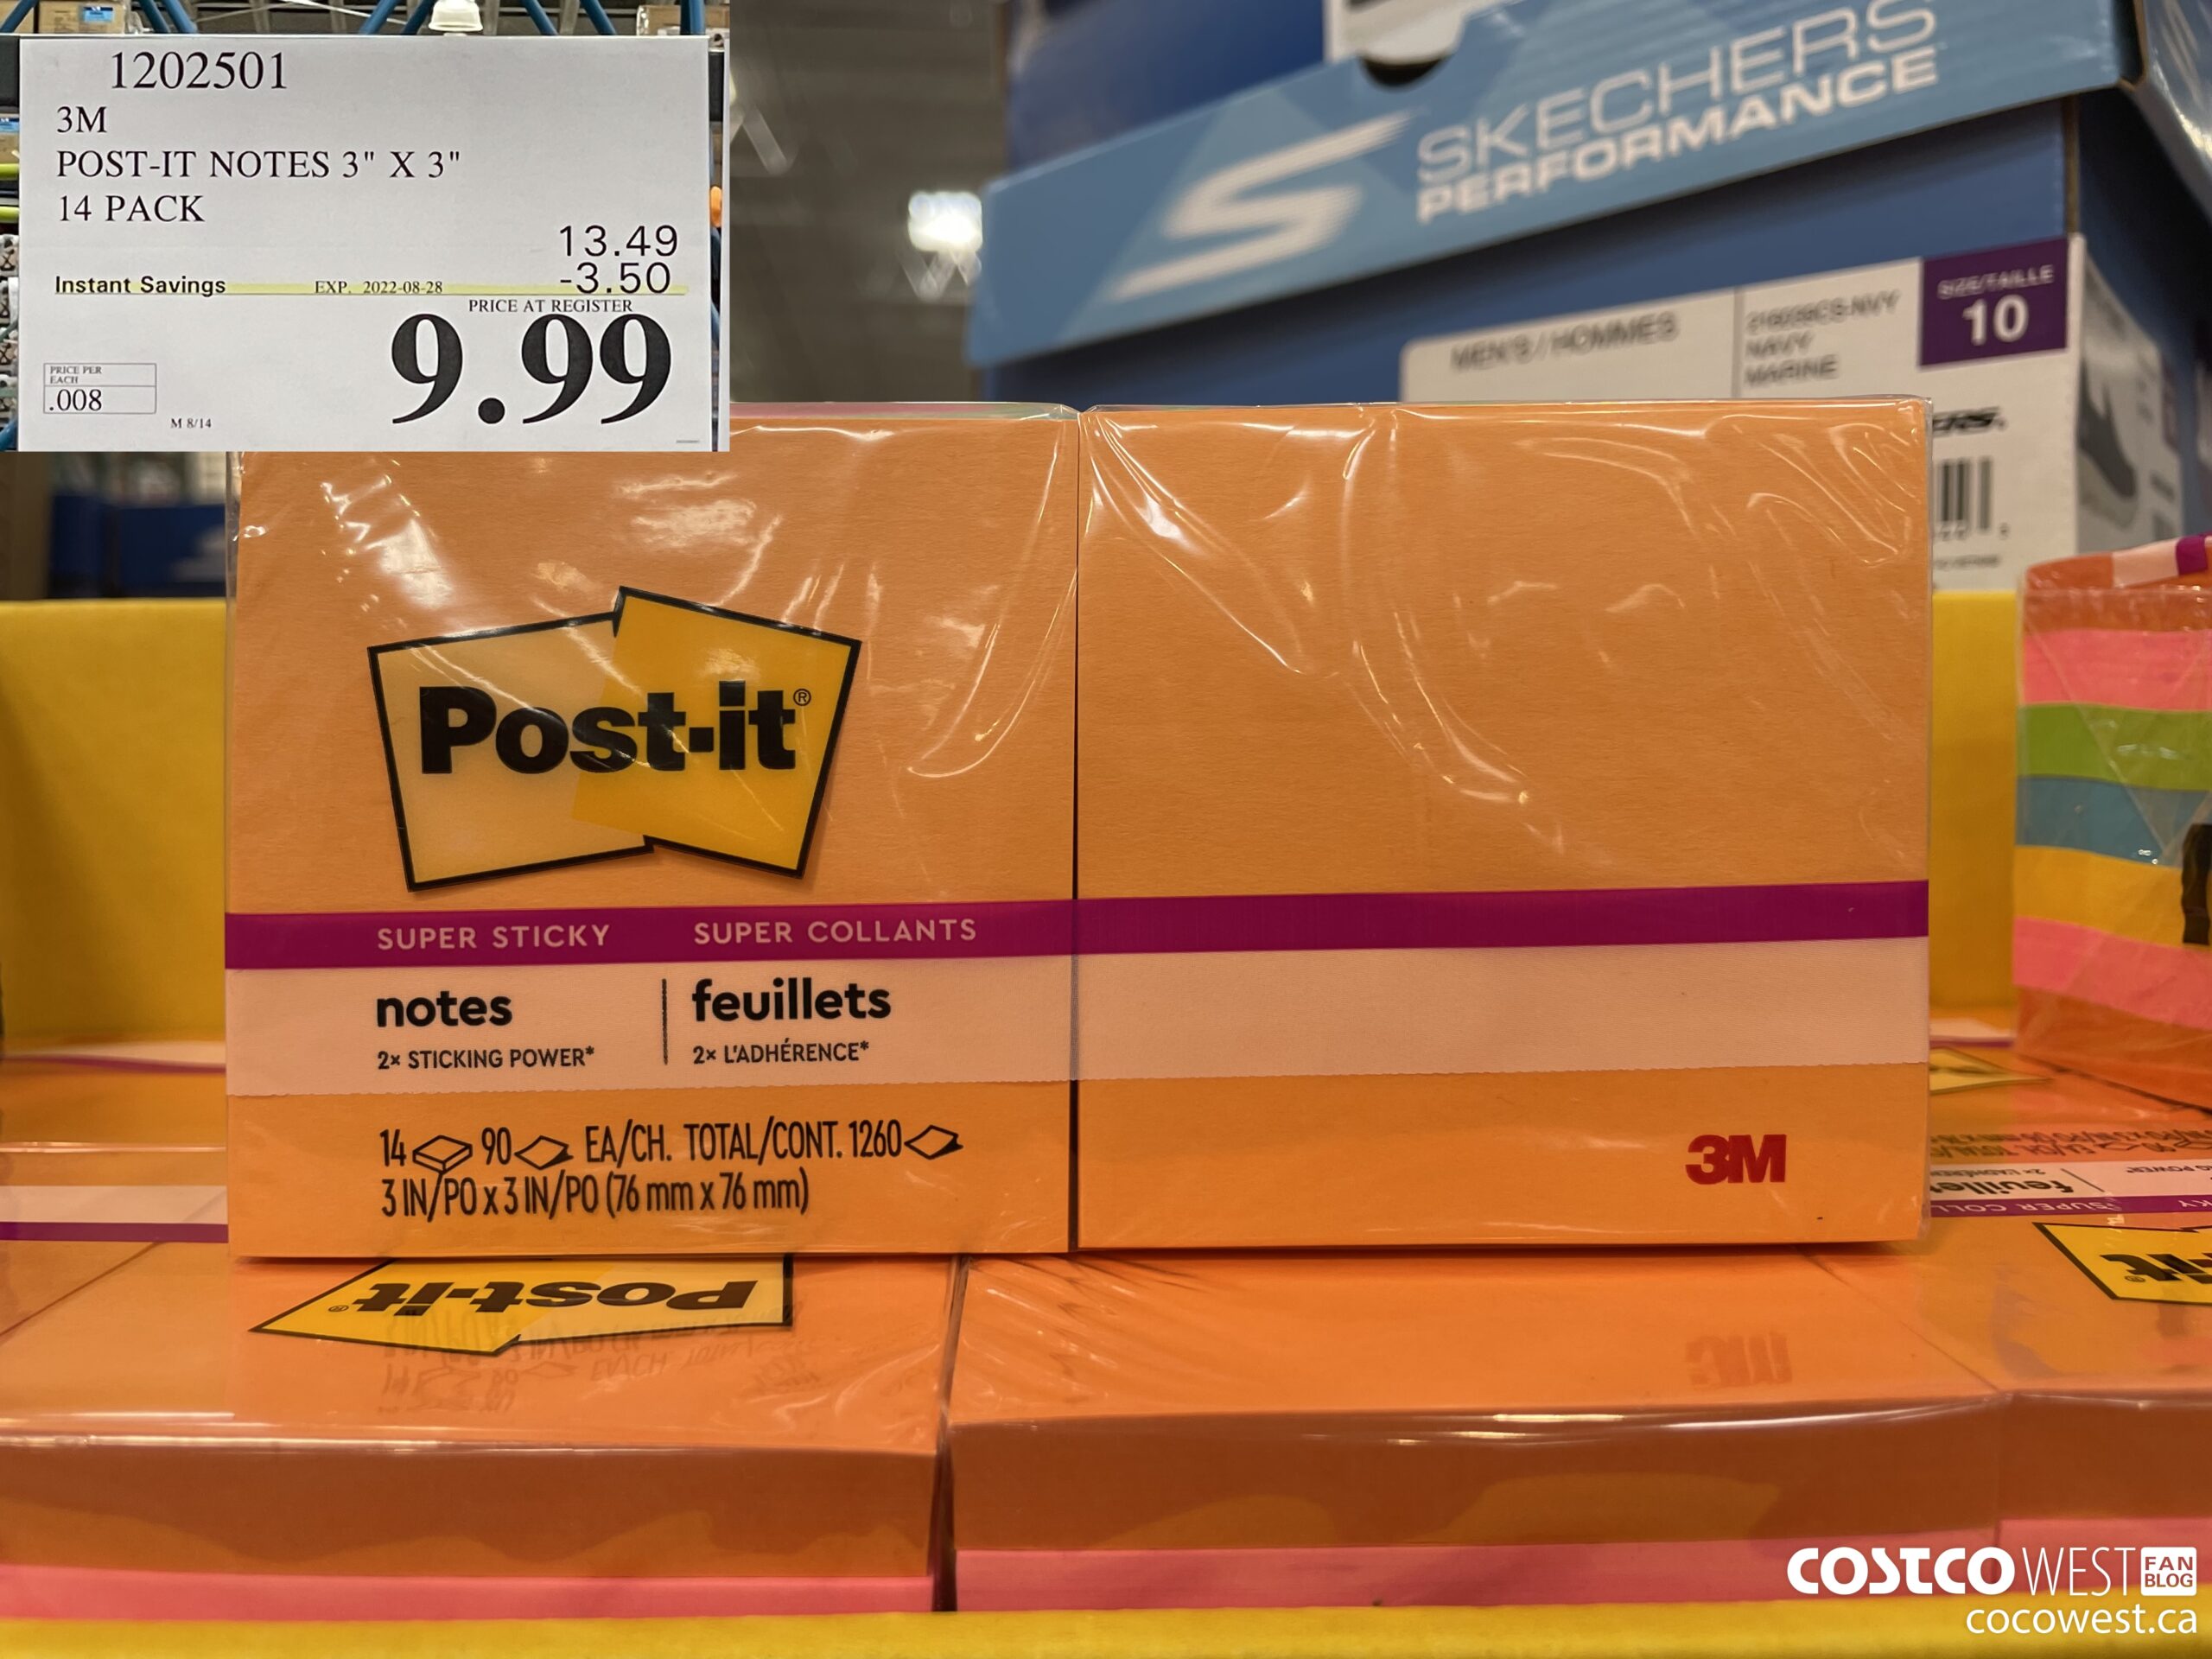 1202501
3M
POST-IT NOTES 3" X 3"
14 PACK
13.49
Instant Savings EXP. 2022-08-28 -3.50
PRICE AT REGISTER
9.99
PRICE PER
EACH
.008
M 8/14
SKECHERS
PERFORMANCE
MEN'S / HOMMES
NAVY
MARINE
SIZE/TAILLE
10
Post-it®
SUPER STICKY SUPER COLLANTS
notes feuillets
2× STICKING POWER* 2× L'ADHÉRENCE*
14 90 EA/CH. TOTAL/CONT. 1260
3 IN/PO x 3 IN/PO (76 mm x 76 mm)
3M
Post-it®
COSTCO WEST FAN BLOG
cocowest.ca